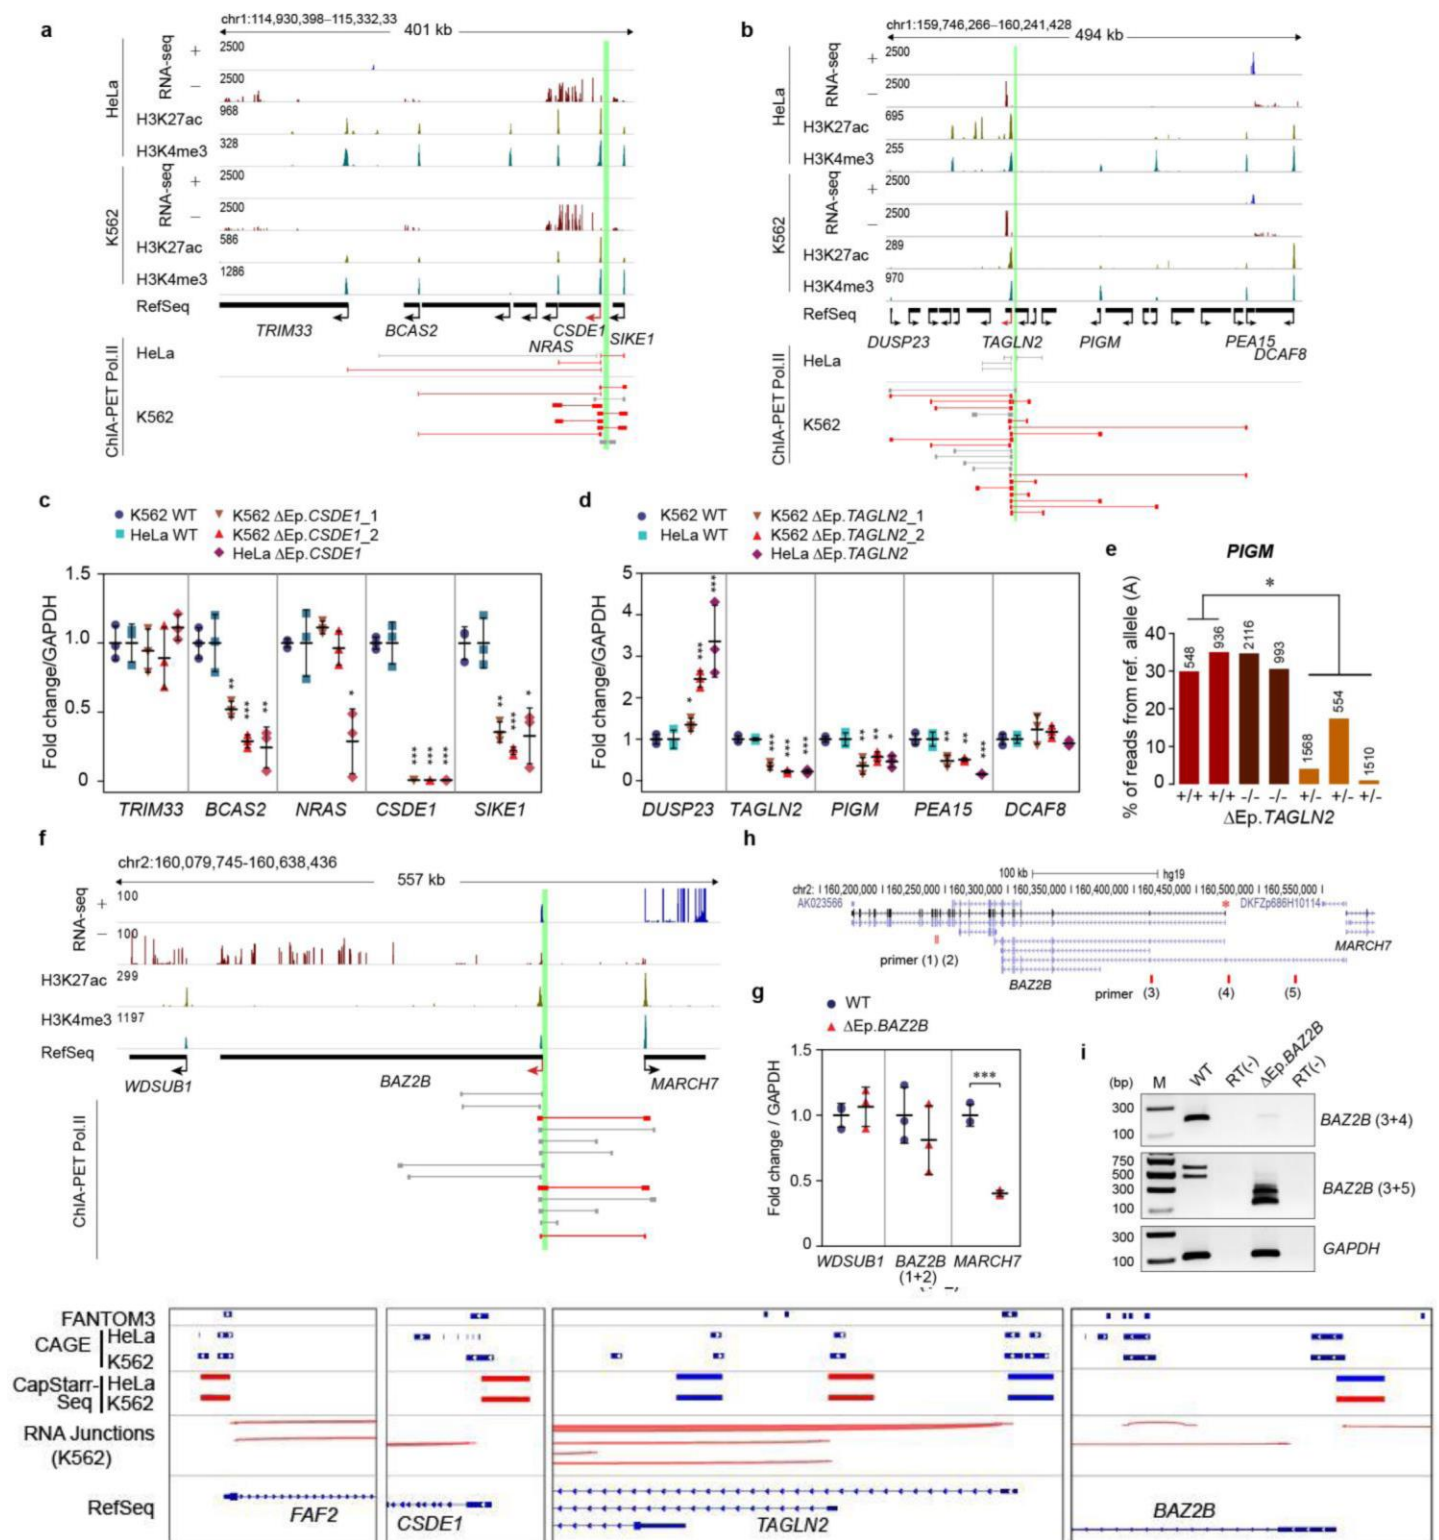 a
chr1:114,930,398–115,332,33
401 kb
HeLa
RNA-seq
+
2500
–
2500
H3K27ac
968
H3K4me3
328
K562
RNA-seq
+
2500
–
2500
H3K27ac
586
H3K4me3
1286
RefSeq
TRIM33
BCAS2
CSDE1
NRAS
SIKE1
ChIA-PET Pol.II
HeLa
K562
b
chr1:159,746,266–160,241,428
494 kb
HeLa
RNA-seq
+
2500
–
2500
H3K27ac
695
H3K4me3
255
K562
RNA-seq
+
2500
–
2500
H3K27ac
289
H3K4me3
970
RefSeq
DUSP23
TAGLN2
PIGM
PEA15
DCAF8
ChIA-PET Pol.II
HeLa
K562
c
K562 WT
K562 ΔEp.CSDE1_1
HeLa WT
K562 ΔEp.CSDE1_2
HeLa ΔEp.CSDE1
Fold change/GAPDH
1.5
1.0
0.5
0
** *** ** * *** *** *** ** *** *
TRIM33 BCAS2 NRAS CSDE1 SIKE1
d
K562 WT
K562 ΔEp.TAGLN2_1
HeLa WT
K562 ΔEp.TAGLN2_2
HeLa ΔEp.TAGLN2
Fold change/GAPDH
5
4
3
2
1
0
* *** *** *** *** *** ** ** * ** ** ***
DUSP23 TAGLN2 PIGM PEA15 DCAF8
e
PIGM
*
% of reads from ref. allele (A)
40
30
20
10
0
548 936 2116 993 1568 554 1510
+/+ +/+ -/- -/- +/- +/- +/-
ΔEp.TAGLN2
f
chr2:160,079,745-160,638,436
557 kb
RNA-seq
+
100
–
100
H3K27ac
299
H3K4me3
1197
RefSeq
WDSUB1
BAZ2B
MARCH7
ChIA-PET Pol.II
h
100 kb
hg19
chr2: 160,200,000 160,250,000 160,300,000 160,350,000 160,400,000 160,450,000 160,500,000 160,550,000
AK023566
*
DKFZp686H10114
MARCH7
primer (1) (2)
BAZ2B
primer (3) (4) (5)
g
WT
ΔEp.BAZ2B
Fold change / GAPDH
1.5
1.0
0.5
0
***
WDSUB1 BAZ2B MARCH7
(1+2)
i
(bp) M WT RT(-) ΔEp.BAZ2B RT(-)
300
100
BAZ2B (3+4)
750
500
300
100
BAZ2B (3+5)
300
100
GAPDH
FANTOM3
CAGE
HeLa
K562
CapStarr-
Seq
HeLa
K562
RNA Junctions
(K562)
RefSeq
FAF2
CSDE1
TAGLN2
BAZ2B